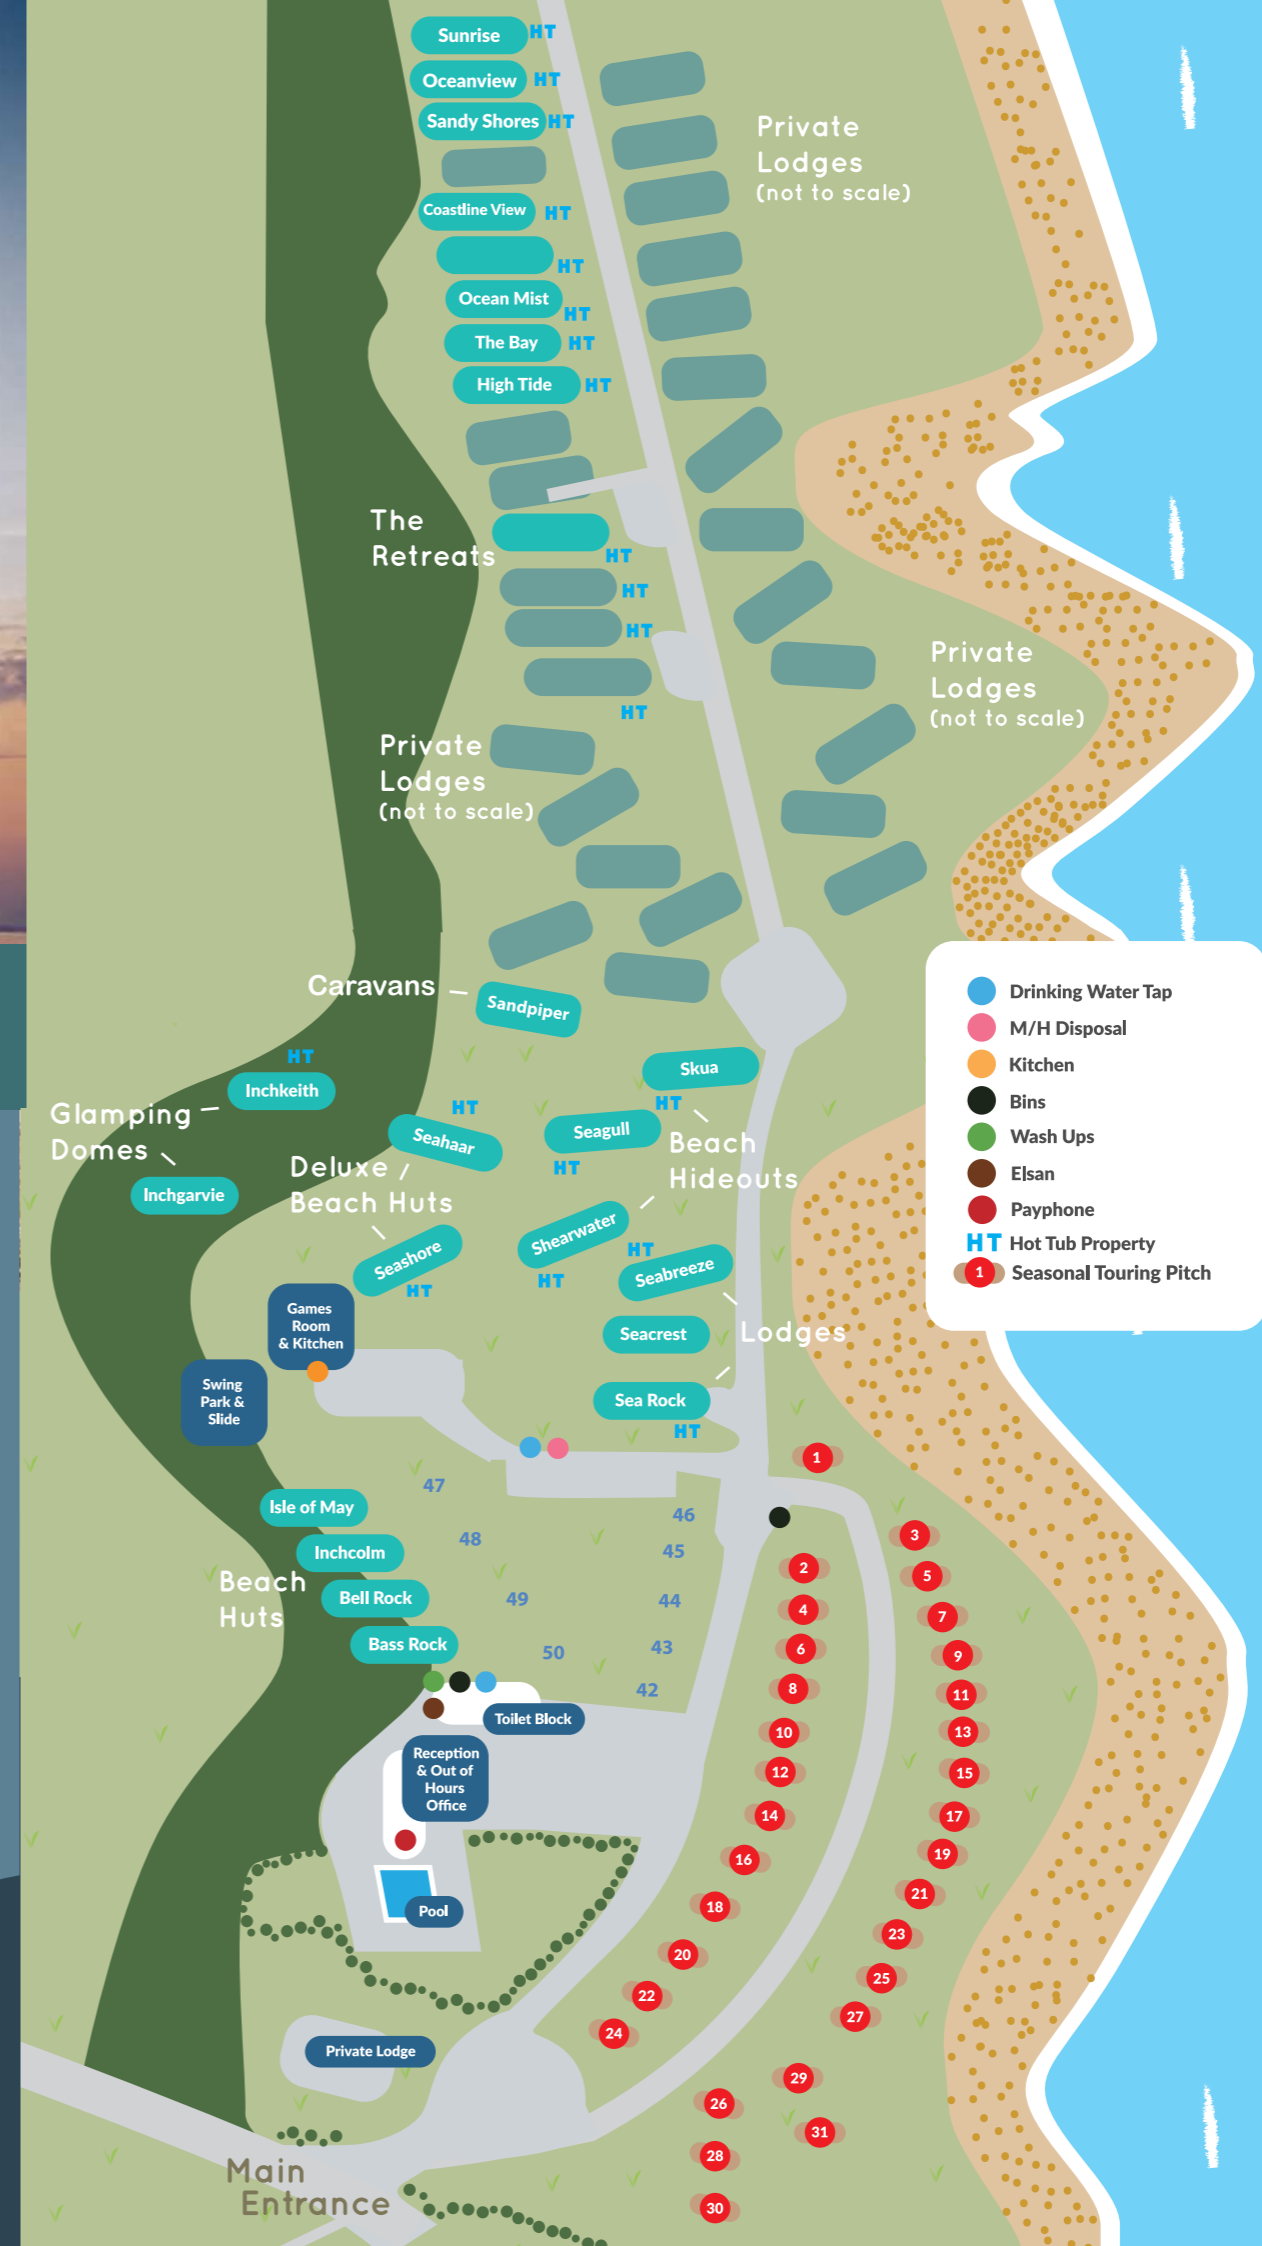 Sunrise HT
Oceanview HT
Sandy Shores HT
Private
Lodges
(not to scale)
Coastline View HT
HT
Ocean Mist
HT
The Bay HT
High Tide HT
The
Retreats
HT
HT
HT
HT
Private
Lodges
(not to scale)
Private
Lodges
(not to scale)
Caravans
Sandpiper
Drinking Water Tap
M/H Disposal
Kitchen
Bins
Wash Ups
Elsan
Payphone
HT Hot Tub Property
1 Seasonal Touring Pitch
HT
Inchkeith
Glamping
Domes
Inchgarvie
Skua
HT
HT
Seahaar
Seagull
HT
Beach
Hideouts
Deluxe
Beach Huts
Shearwater
HT
Seashore
HT
HT
Seabreeze
Seacrest
Lodges
Sea Rock
HT
Games
Room
& Kitchen
Swing
Park &
Slide
Isle of May
Inchcolm
Beach
Huts
Bell Rock
Bass Rock
47
48
49
50
46
45
44
43
42
Toilet Block
Reception
& Out of
Hours
Office
Pool
Private Lodge
Main
Entrance
1
2
3
4
5
6
7
8
9
10
11
12
13
14
15
16
17
18
19
20
21
22
23
24
25
27
26
29
28
31
30